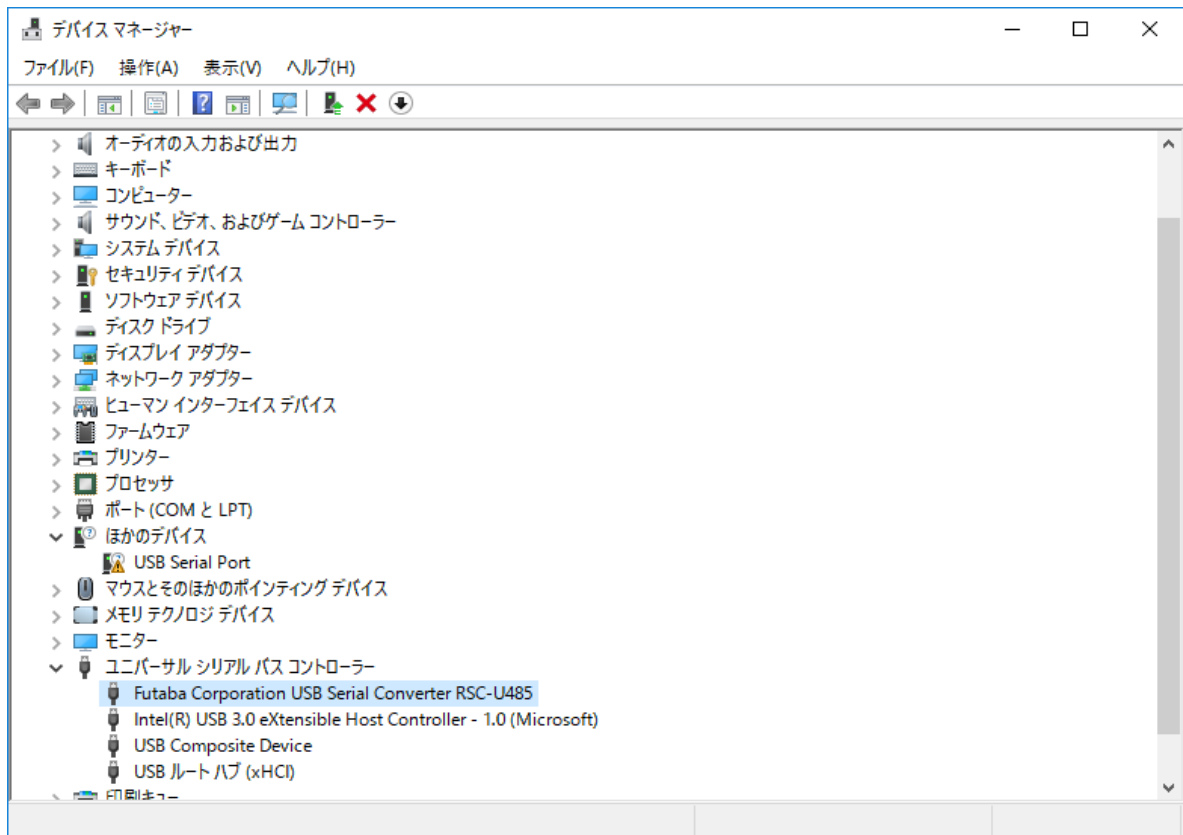 デバイス マネージャー
ファイル(F) 操作(A) 表示(V) ヘルプ(H)
オーディオの入力および出力
キーボード
コンピューター
サウンド、ビデオ、およびゲーム コントローラー
システム デバイス
セキュリティ デバイス
ソフトウェア デバイス
ディスク ドライブ
ディスプレイ アダプター
ネットワーク アダプター
ヒューマン インターフェイス デバイス
ファームウェア
プリンター
プロセッサ
ポート (COM と LPT)
ほかのデバイス
USB Serial Port
マウスとそのほかのポインティング デバイス
メモリ テクノロジ デバイス
モニター
ユニバーサル シリアル バス コントローラー
Futaba Corporation USB Serial Converter RSC-U485
Intel(R) USB 3.0 eXtensible Host Controller - 1.0 (Microsoft)
USB Composite Device
USB ルート ハブ (xHCI)
印刷キュー